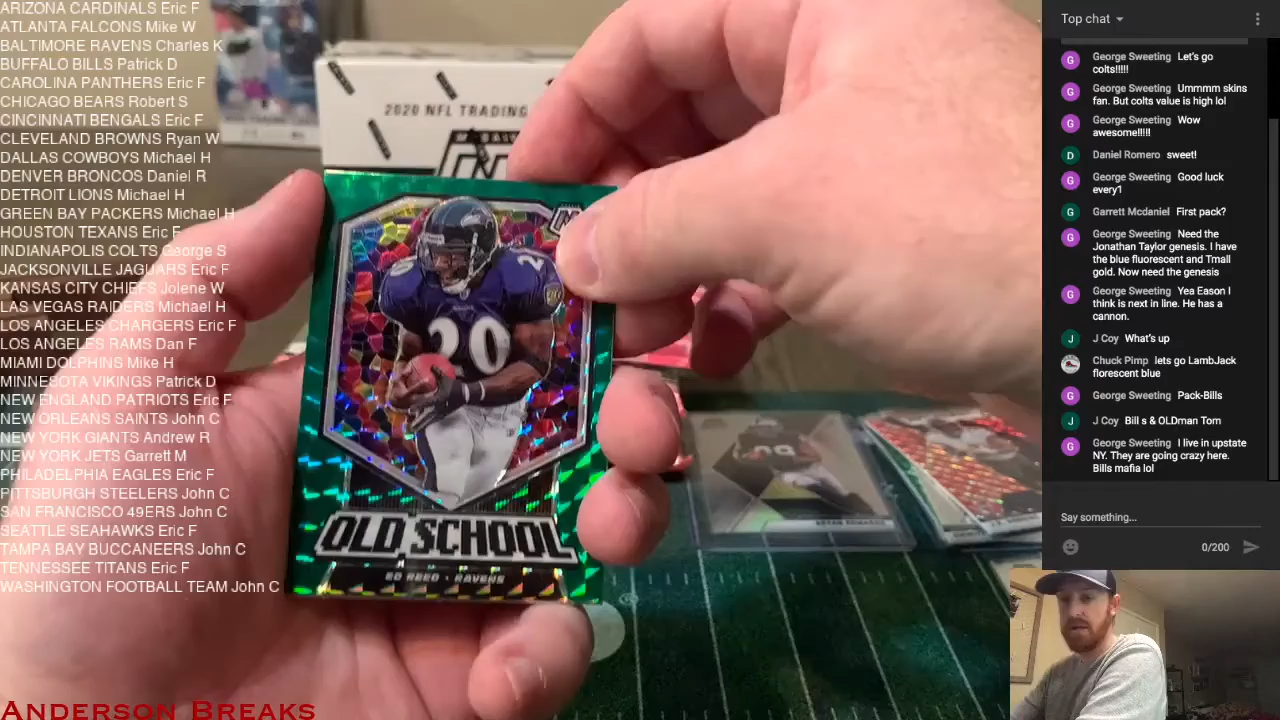 ARIZONA CARDINALS Eric F
ATLANTA FALCONS Mike W
BALTIMORE RAVENS Charles K
BUFFALO BILLS Patrick D
CAROLINA PANTHERS Eric F
CHICAGO BEARS Robert S
CINCINNATI BENGALS Eric F
CLEVELAND BROWNS Ryan W
DALLAS COWBOYS Michael H
DENVER BRONCOS Daniel R
DETROIT LIONS Michael H
GREEN BAY PACKERS Michael H
HOUSTON TEXANS Eric F
INDIANAPOLIS COLTS George S
JACKSONVILLE JAGUARS Eric F
KANSAS CITY CHIEFS Jolene W
LAS VEGAS RAIDERS Michael H
LOS ANGELES CHARGERS Eric F
LOS ANGELES RAMS Dan F
MIAMI DOLPHINS Mike H
MINNESOTA VIKINGS Patrick D
NEW ENGLAND PATRIOTS Eric F
NEW ORLEANS SAINTS John C
NEW YORK GIANTS Andrew R
NEW YORK JETS Garrett M
PHILADELPHIA EAGLES Eric F
PITTSBURGH STEELERS John C
SAN FRANCISCO 49ERS John C
SEATTLE SEAHAWKS Eric F
TAMPA BAY BUCCANEERS John C
TENNESSEE TITANS Eric F
WASHINGTON FOOTBALL TEAM John C
ANDERSON BREAKS
2020 NFL TRADING
20
20
OLD SCHOOL
ED REED - RAVENS
Top chat
George Sweeting Let's go
colts!!!!!
George Sweeting Ummmm skins
fan. But colts value is high lol
George Sweeting Wow
awesome!!!!!
Daniel Romero sweet!
George Sweeting Good luck
every1
Garrett Mcdaniel First pack?
George Sweeting Need the
Jonathan Taylor genesis. I have
the blue fluorescent and Tmall
gold. Now need the genesis
George Sweeting Yea Eason I
think is next in line. He has a
cannon.
J Coy What's up
Chuck Pimp lets go LambJack
florescent blue
George Sweeting Pack-Bills
J Coy Bill s & OLDman Tom
George Sweeting I live in upstate
NY. They are going crazy here.
Bills mafia lol
Say something...
0/200